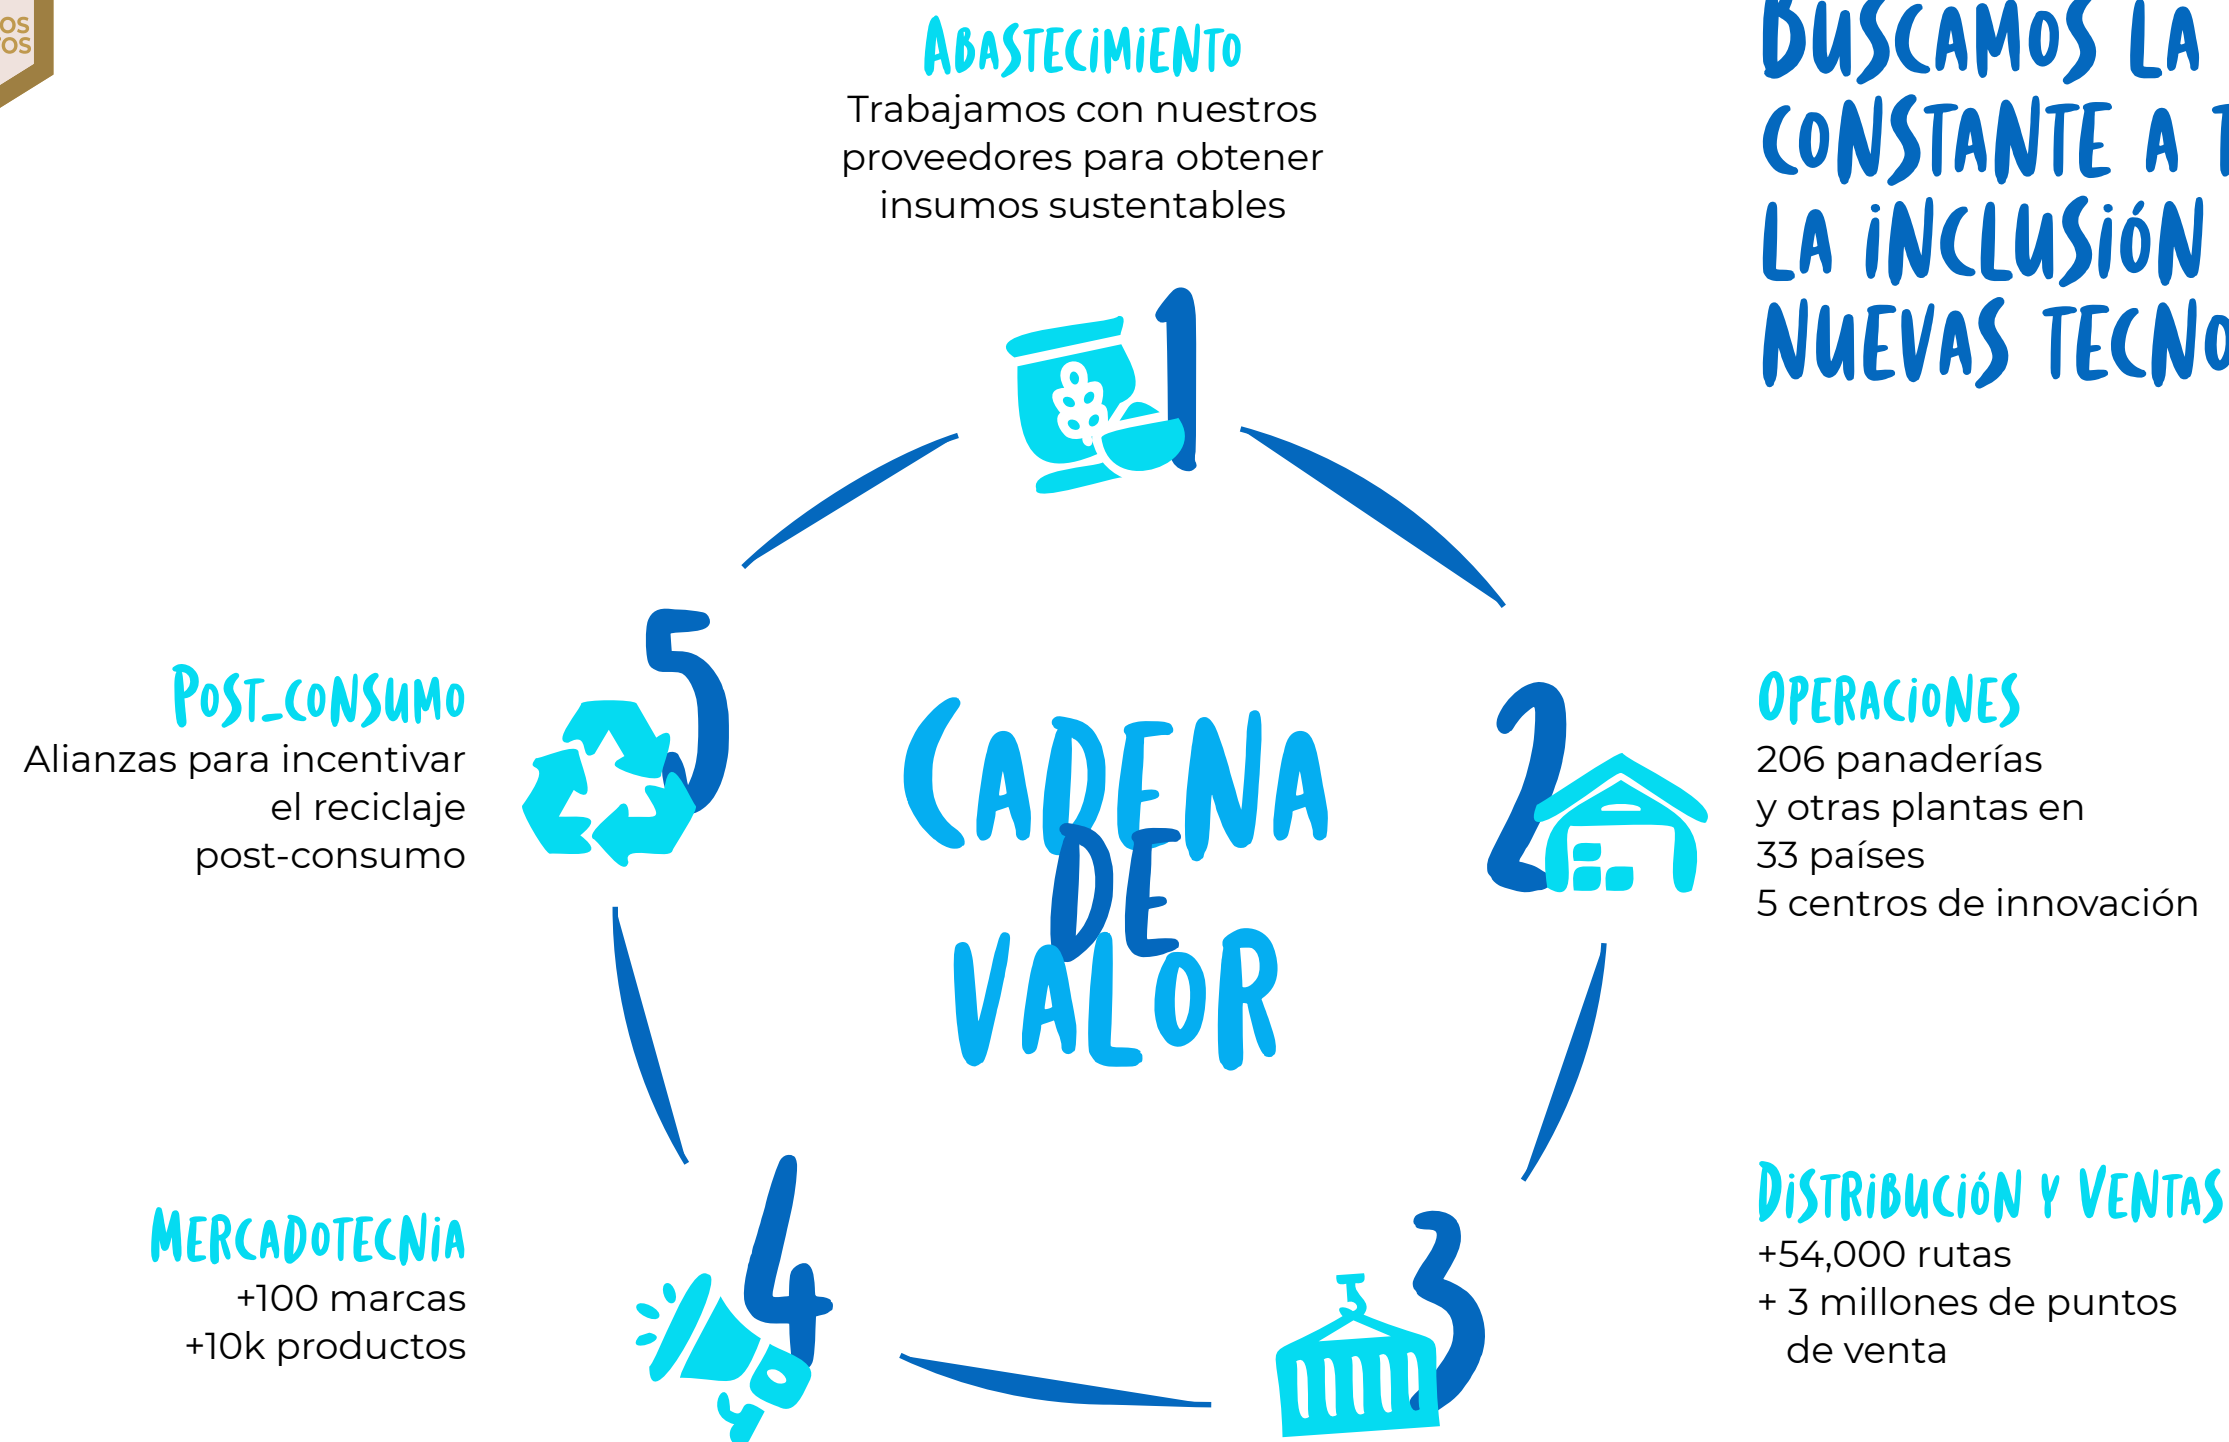 Abastecimiento
Trabajamos con nuestros
proveedores para obtener
insumos sustentables
Buscamos la
constante a
la inclusión
nuevas
1
5
Post_consumo
Alianzas para incentivar
el reciclaje
post-consumo
Cadena
de
Valor
2
Operaciones
206 panaderías
y otras plantas en
33 países
5 centros de innovación
4
Mercadotecnia
+100 marcas
+10k productos
3
Distribución y Ventas
+54,000 rutas
+ 3 millones de puntos
de venta